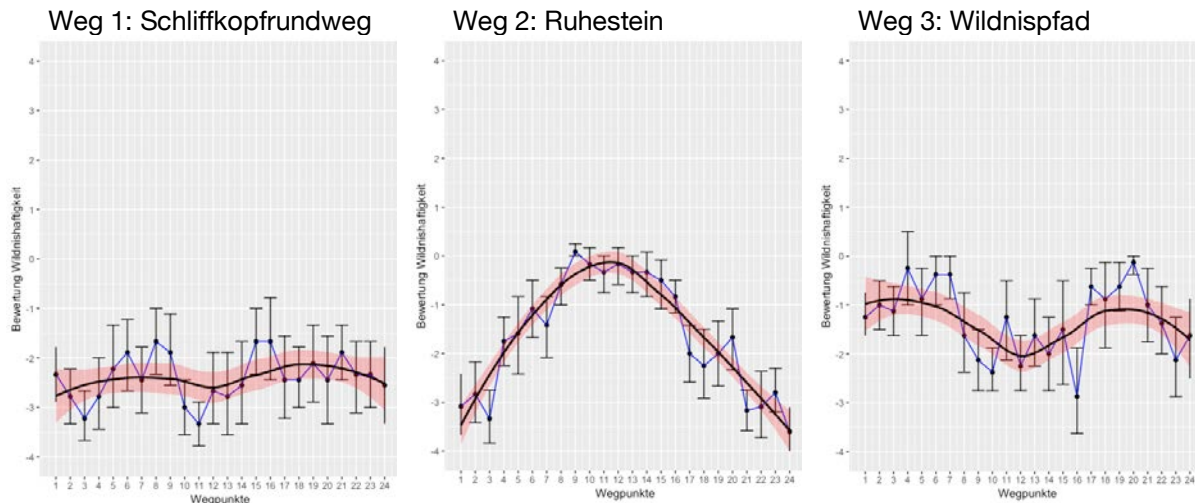 Weg 1: Schliffkopfrundweg
4
3
2
1
0
-1
-2
-3
-4
Bewertung Wildnishaftigkeit
1 2 3 4 5 6 7 8 9 10 11 12 13 14 15 16 17 18 19 20 21 22 23 24
Wegpunkte
Weg 2: Ruhestein
4
3
2
1
0
-1
-2
-3
-4
Bewertung Wildnishaftigkeit
1 2 3 4 5 6 7 8 9 10 11 12 13 14 15 16 17 18 19 20 21 22 23 24
Wegpunkte
Weg 3: Wildnispfad
4
3
2
1
0
-1
-2
-3
-4
Bewertung Wildnishaftigkeit
1 2 3 4 5 6 7 8 9 10 11 12 13 14 15 16 17 18 19 20 21 22 23 24
Wegpunkte